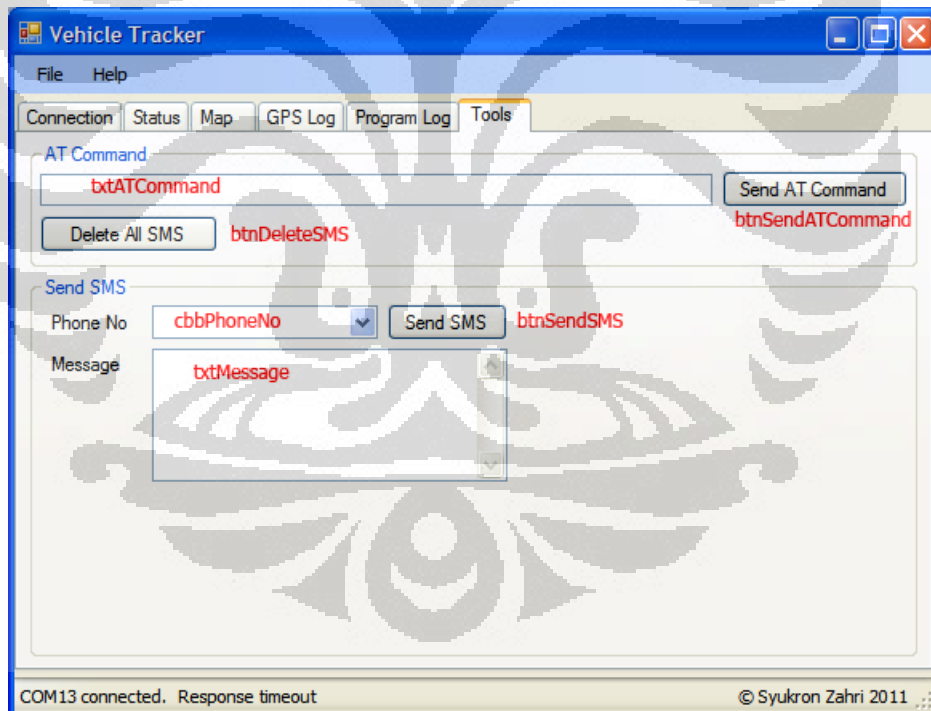 Vehicle Tracker
File Help
Connection Status Map GPS Log Program Log Tools
AT Command
txtATCommand Send AT Command
btnSendATCommand
Delete All SMS btnDeleteSMS
Send SMS
Phone No cbbPhoneNo Send SMS btnSendSMS
Message txtMessage
COM13 connected. Response timeout © Syukron Zahri 2011